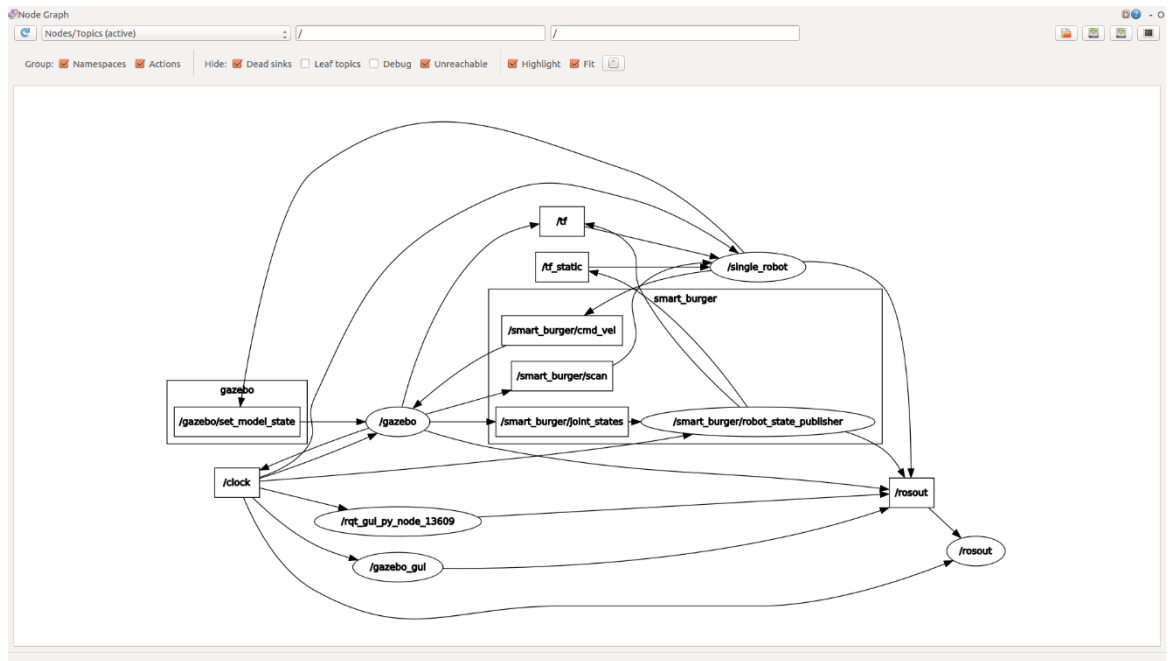 Node Graph
Nodes/Topics (active)
/
/
Group:
Namespaces
Actions
Hide:
Dead sinks
Leaf topics
Debug
Unreachable
Highlight
Fit
/tf
/tf_static
/single_robot
smart_burger
/smart_burger/cmd_vel
/smart_burger/scan
gazebo
/gazebo/set_model_state
/gazebo
/smart_burger/joint_states
/smart_burger/robot_state_publisher
/clock
/rosout
/rqt_gui_py_node_13609
/rosout
/gazebo_gui